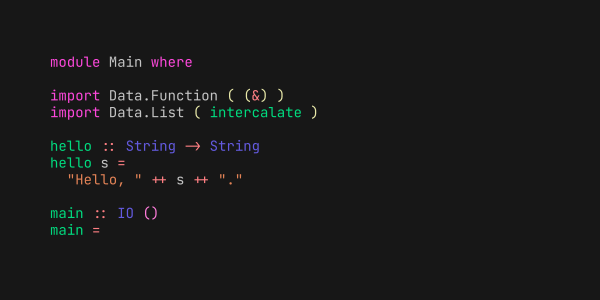 module Main where
import Data.Function ( (&) )
import Data.List ( intercalate )
hello :: String -> String
hello s =
"Hello, " ++ s ++ "."
main :: IO ()
main =